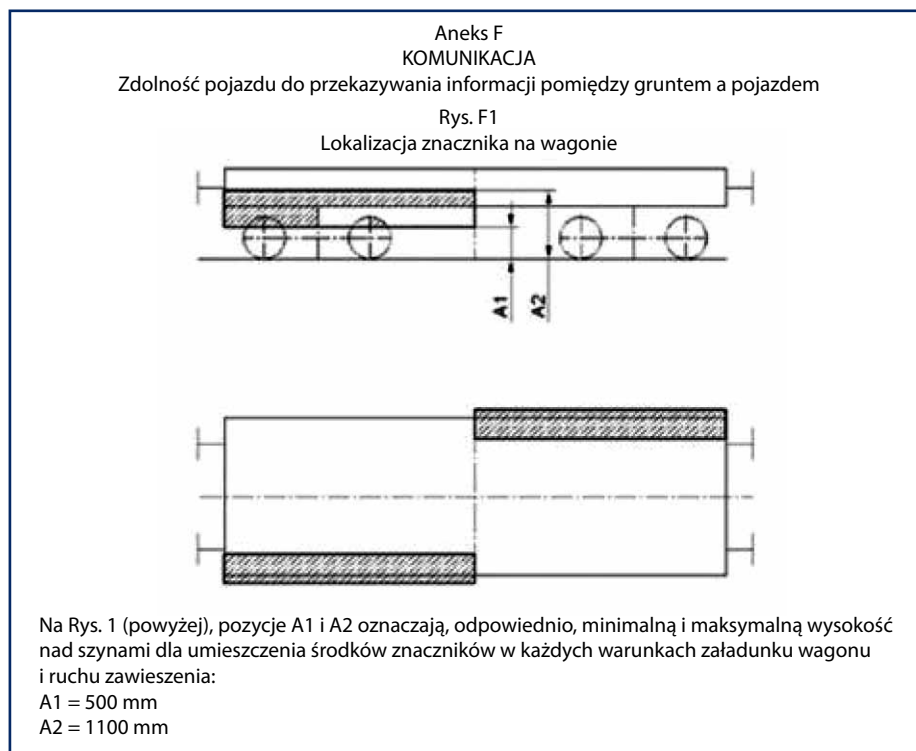 Aneks F
KOMUNIKACJA
Zdolność pojazdu do przekazywania informacji pomiędzy gruntem a pojazdem
Rys. F1
Lokalizacja znacznika na wagonie
A1
A2
Na Rys. 1 (powyżej), pozycje A1 i A2 oznaczają, odpowiednio, minimalną i maksymalną wysokość
nad szynami dla umieszczenia środków znaczników w każdych warunkach załadunku wagonu
i ruchu zawieszenia:
A1 = 500 mm
A2 = 1100 mm